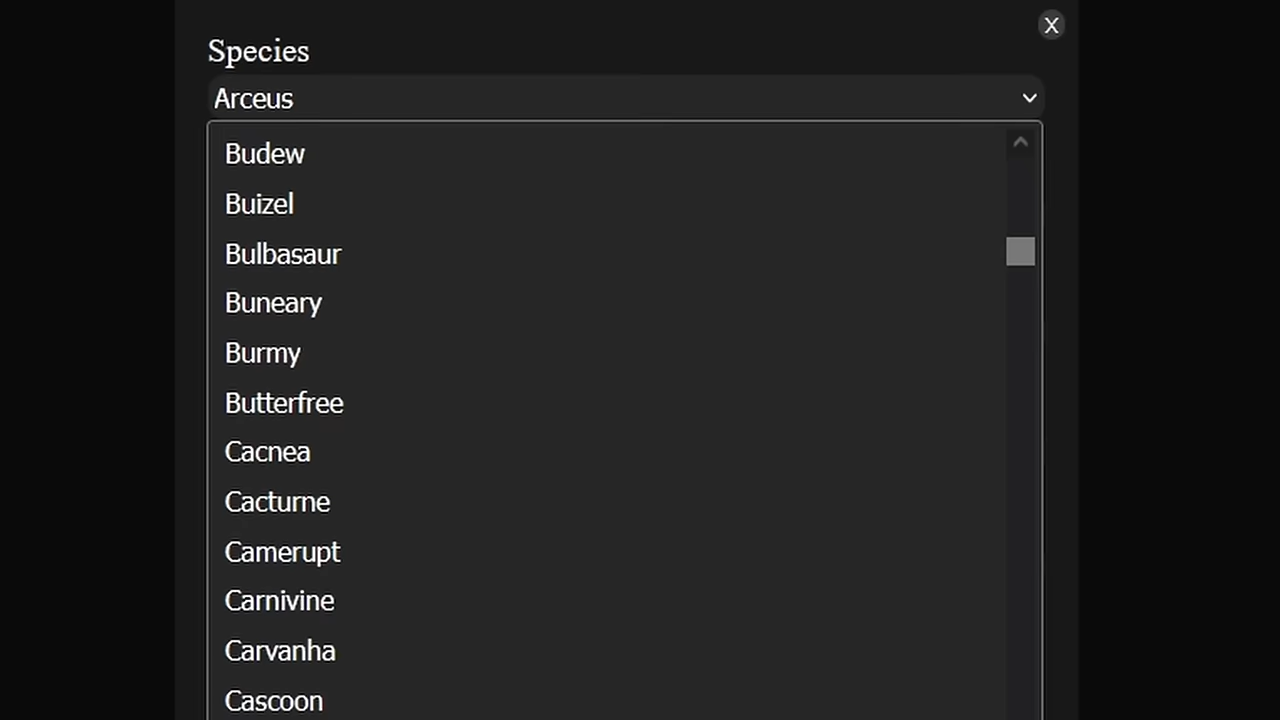 X
Species
Arceus
Budew
Buizel
Bulbasaur
Buneary
Burmy
Butterfree
Cacnea
Cacturne
Camerupt
Carnivine
Carvanha
Cascoon